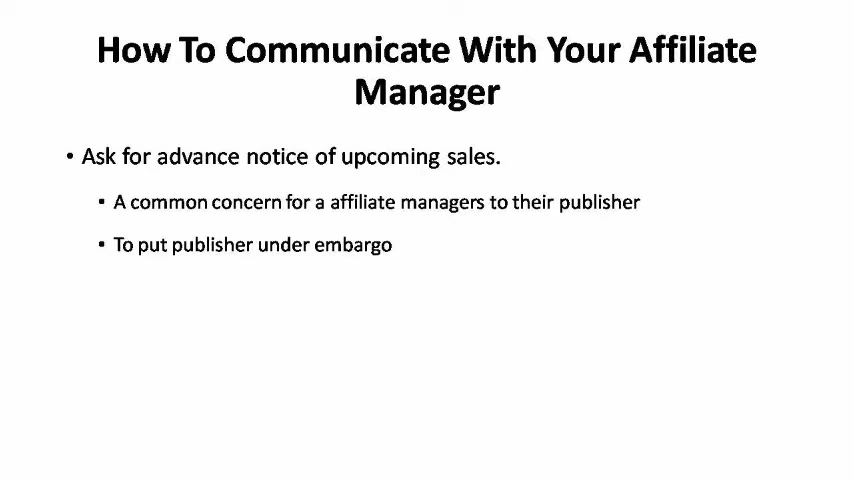 How To Communicate With Your Affiliate
Manager
• Ask for advance notice of upcoming sales.
▪ A common concern for a affiliate managers to their publisher
▪ To put publisher under embargo